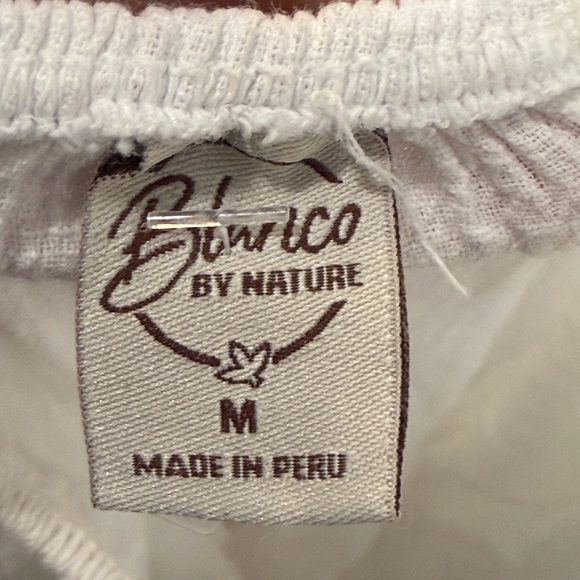 Blanco
BY NATURE
M
MADE IN PERU